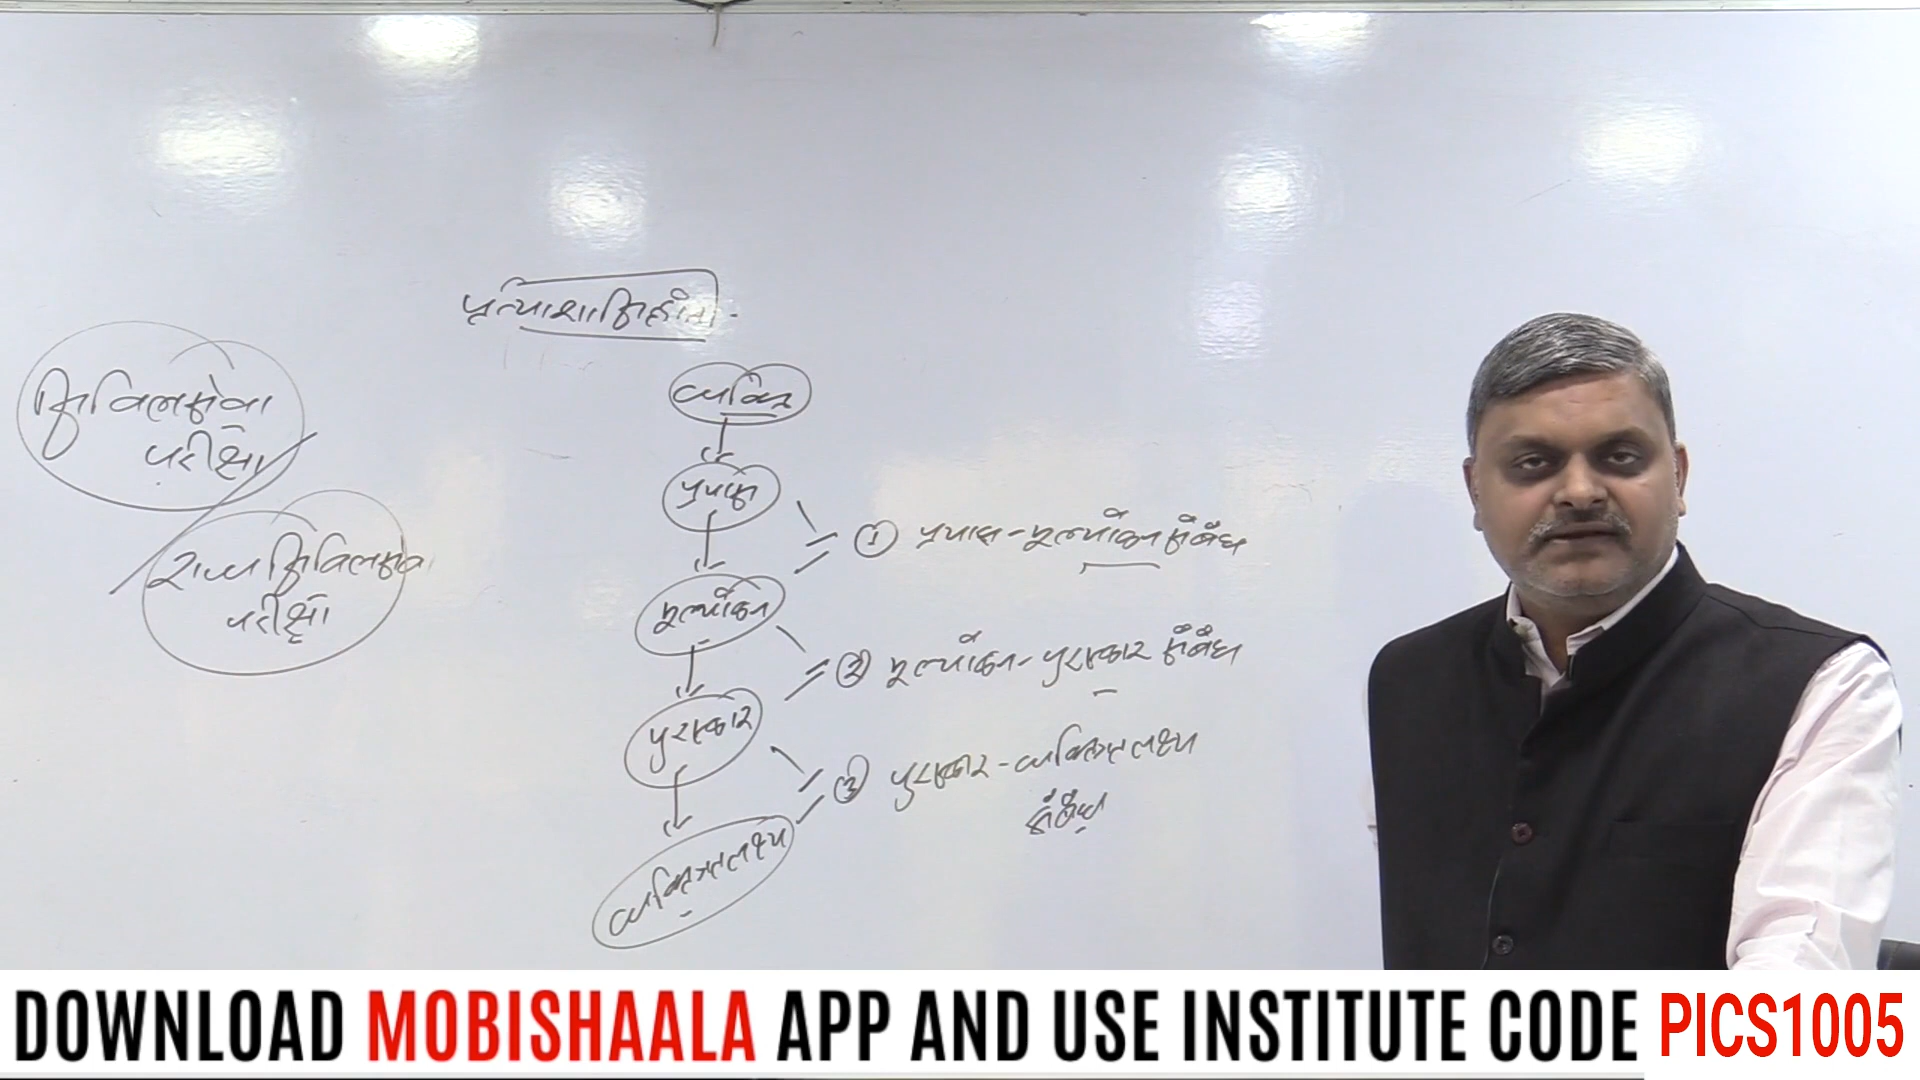 प्रत्याशा सिद्धांत
सिविल सेवा
परीक्षा
राज्य सिविल सेवा
परीक्षा
व्यक्ति
प्रयास
मूल्यांकन
पुरस्कार
व्यक्तिगत लक्ष्य
① प्रयास - मूल्यांकन संबंध
② मूल्यांकन - पुरस्कार संबंध
③ पुरस्कार - व्यक्तिगत लक्ष्य
संबंध
DOWNLOAD MOBISHAALA APP AND USE INSTITUTE CODE PICS1005